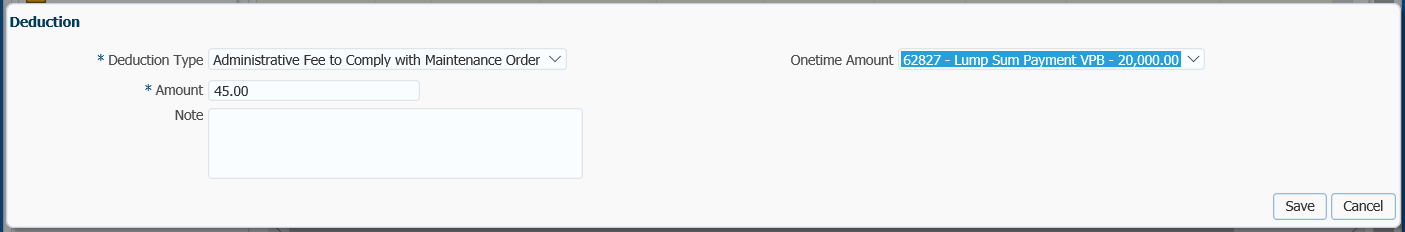 Deduction
* Deduction Type Administrative Fee to Comply with Maintenance Order Onetime Amount 62827 - Lump Sum Payment VPB - 20,000.00
* Amount 45.00
Note
Save Cancel